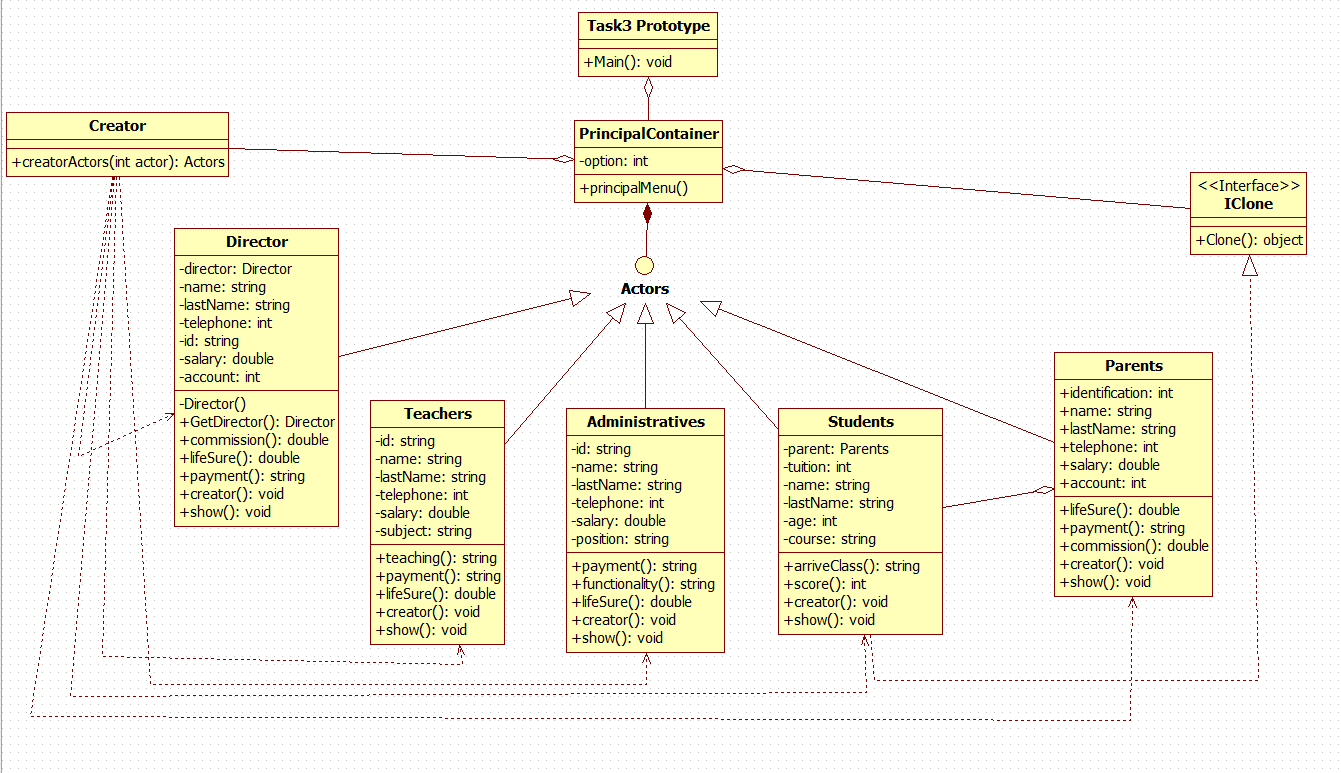 Task3 Prototype
+Main(): void
Creator
+creatorActors(int actor): Actors
PrincipalContainer
-option: int
+principalMenu()
<<Interface>>
IClone
+Clone(): object
Actors
Director
-director: Director
-name: string
-lastName: string
-telephone: int
-id: string
-salary: double
-account: int
-Director()
+GetDirector(): Director
+commission(): double
+lifeSure(): double
+payment(): string
+creator(): void
+show(): void
Teachers
-id: string
-name: string
-lastName: string
-telephone: int
-salary: double
-subject: string
+teaching(): string
+payment(): string
+lifeSure(): double
+creator(): void
+show(): void
Administratives
-id: string
-name: string
-lastName: string
-telephone: int
-salary: double
-position: string
+payment(): string
+functionality(): string
+lifeSure(): double
+creator(): void
+show(): void
Students
-parent: Parents
-tuition: int
-name: string
-lastName: string
-age: int
-course: string
+arriveClass(): string
+score(): int
+creator(): void
+show(): void
Parents
+identification: int
+name: string
+lastName: string
+telephone: int
+salary: double
+account: int
+lifeSure(): double
+payment(): string
+commission(): double
+creator(): void
+show(): void